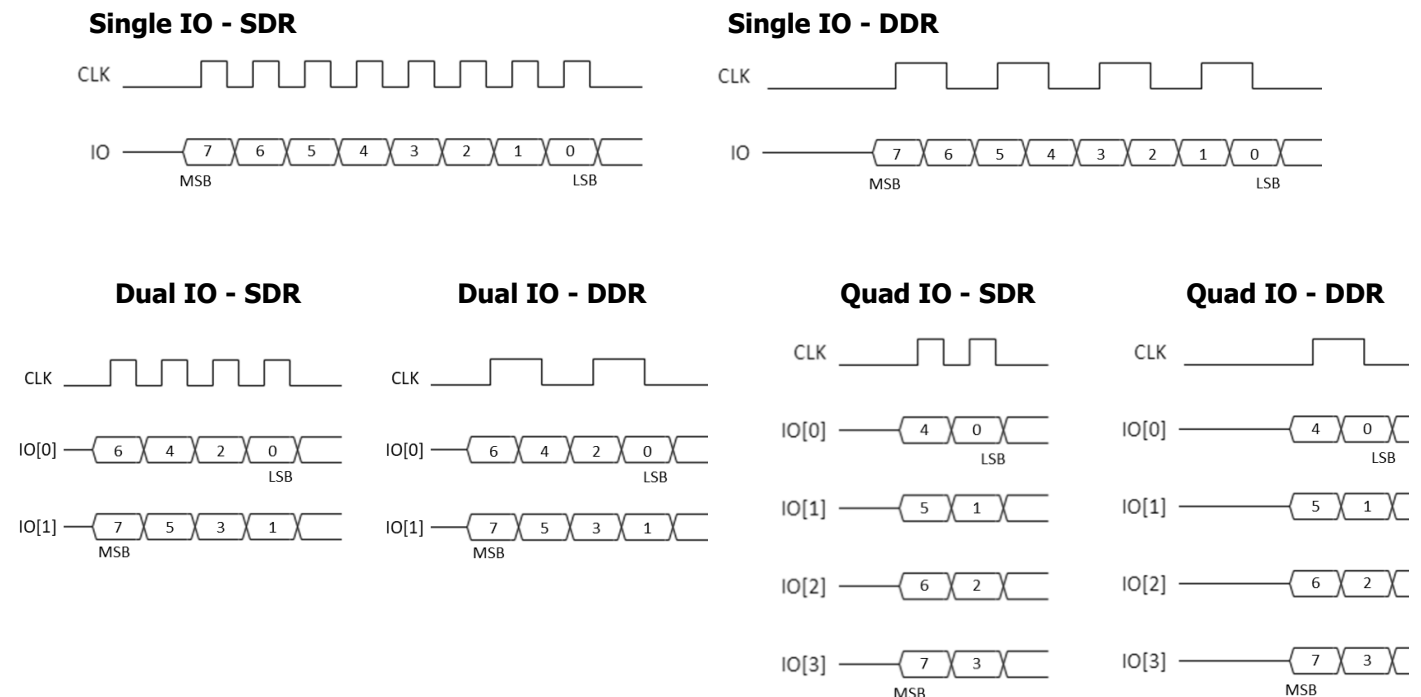 Single IO - SDR
CLK
IO 7 6 5 4 3 2 1 0
MSB LSB
Single IO - DDR
CLK
IO 7 6 5 4 3 2 1 0
MSB LSB
Dual IO - SDR
CLK
IO[0] 6 4 2 0
LSB
IO[1] 7 5 3 1
MSB
Dual IO - DDR
CLK
IO[0] 6 4 2 0
LSB
IO[1] 7 5 3 1
MSB
Quad IO - SDR
CLK
IO[0] 4 0
LSB
IO[1] 5 1
IO[2] 6 2
IO[3] 7 3
MSB
Quad IO - DDR
CLK
IO[0] 4 0
LSB
IO[1] 5 1
IO[2] 6 2
IO[3] 7 3
MSB